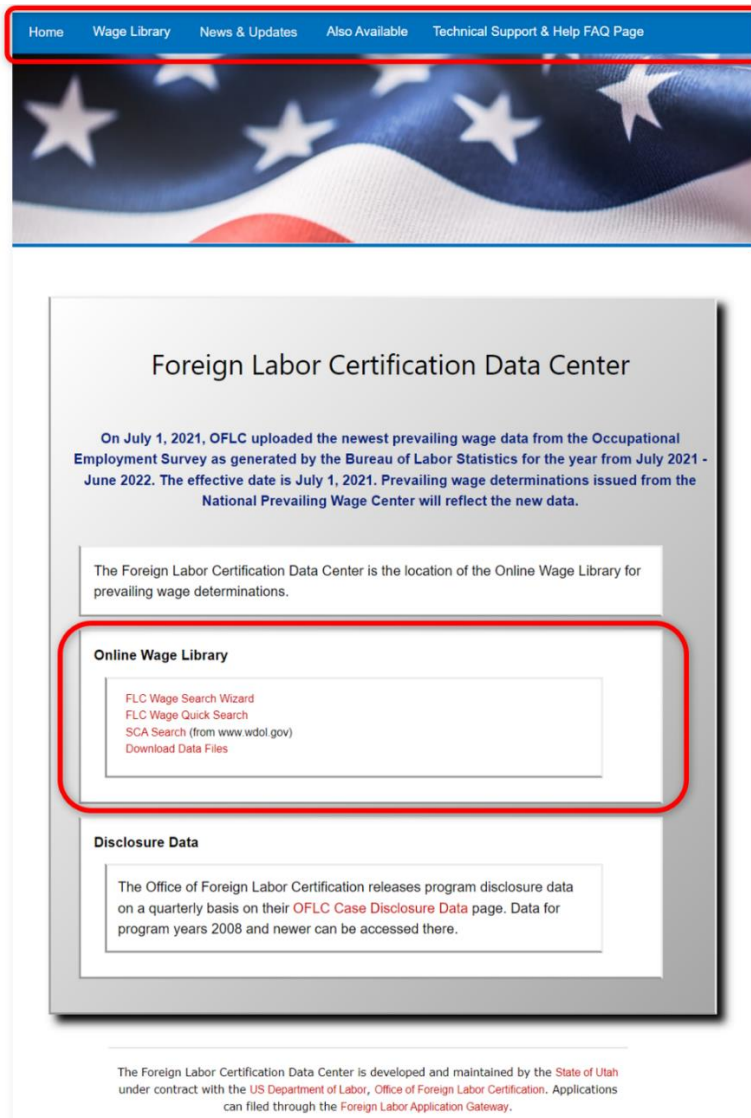 Home Wage Library News & Updates Also Available Technical Support & Help FAQ Page
Foreign Labor Certification Data Center
On July 1, 2021, OFLC uploaded the newest prevailing wage data from the Occupational
Employment Survey as generated by the Bureau of Labor Statistics for the year from July 2021 -
June 2022. The effective date is July 1, 2021. Prevailing wage determinations issued from the
National Prevailing Wage Center will reflect the new data.
The Foreign Labor Certification Data Center is the location of the Online Wage Library for
prevailing wage determinations.
Online Wage Library
FLC Wage Search Wizard
FLC Wage Quick Search
SCA Search (from www.wdol.gov)
Download Data Files
Disclosure Data
The Office of Foreign Labor Certification releases program disclosure data
on a quarterly basis on their OFLC Case Disclosure Data page. Data for
program years 2008 and newer can be accessed there.
The Foreign Labor Certification Data Center is developed and maintained by the State of Utah
under contract with the US Department of Labor, Office of Foreign Labor Certification. Applications
can filed through the Foreign Labor Application Gateway.